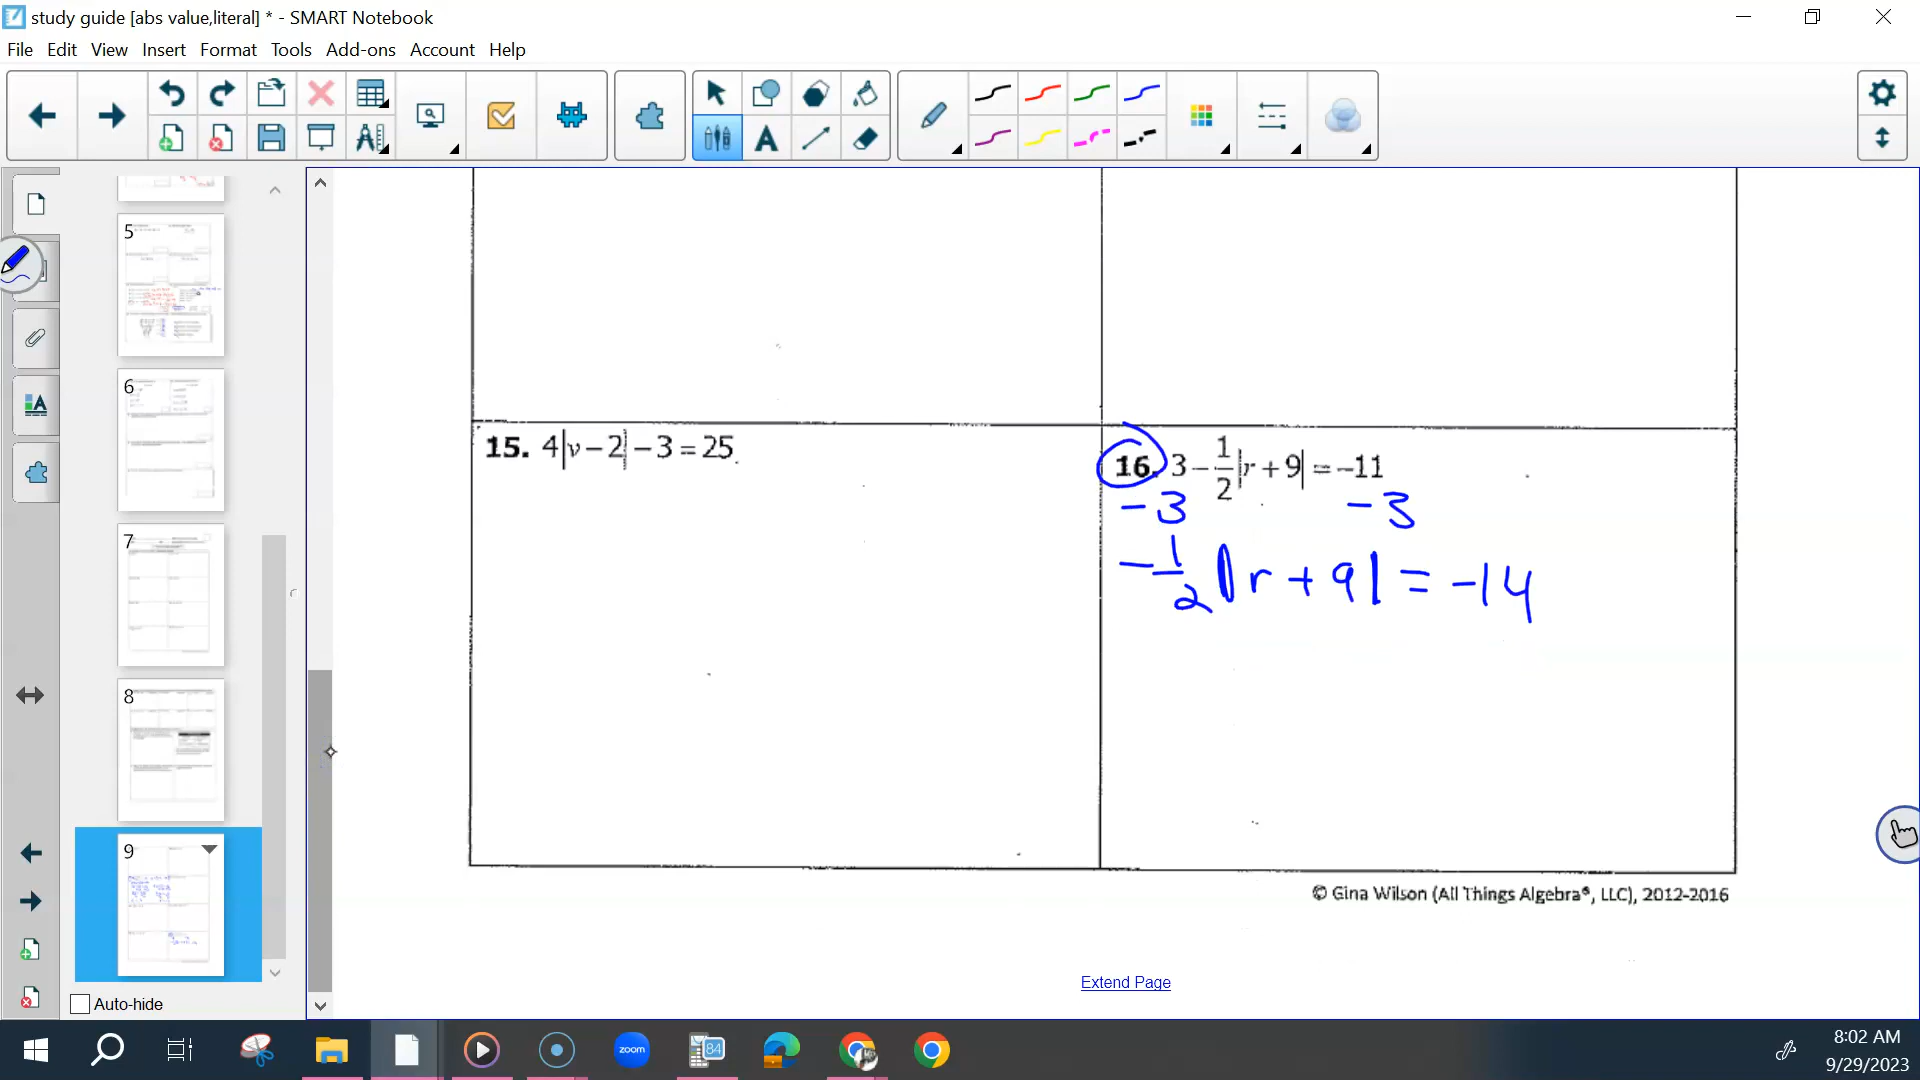 study guide [abs value,literal] * - SMART Notebook
File Edit View Insert Format Tools Add-ons Account Help
5
6
7
8
9
Auto-hide
15. 4|v − 2| − 3 = 25
16. 3 − 1/2|r + 9| = −11
−3 −3
−1/2 |r + 9| = −14
© Gina Wilson (All Things Algebra®, LLC), 2012-2016
Extend Page
zoom
84
8:02 AM
9/29/2023